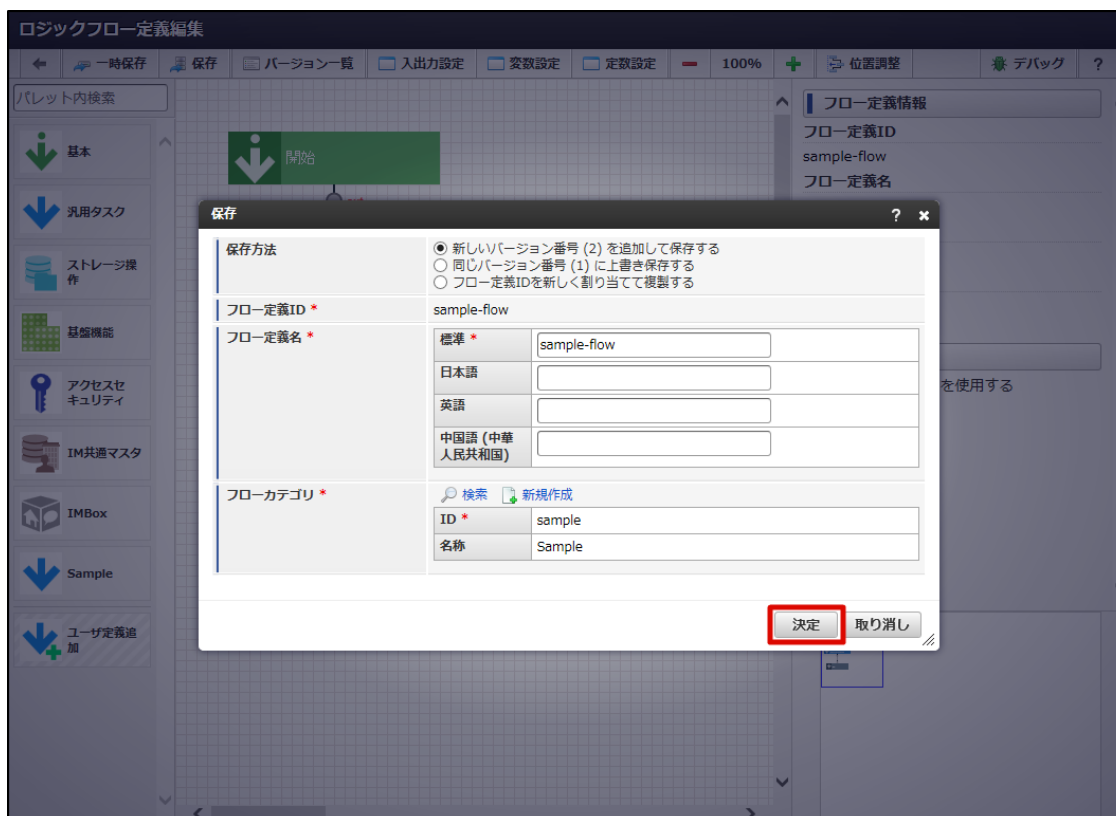 ロジックフロー定義編集
一時保存 保存 バージョン一覧 入出力設定 変数設定 定数設定 100% 位置調整 デバッグ ?
パレット内検索
基本
汎用タスク
ストレージ操
作
基盤機能
アクセスセ
キュリティ
IM共通マスタ
IMBox
Sample
ユーザ定義追
加
開始
フロー定義情報
フロー定義ID
sample-flow
フロー定義名
を使用する
保存 ?
保存方法
新しいバージョン番号 (2) を追加して保存する
同じバージョン番号 (1) に上書き保存する
フロー定義IDを新しく割り当てて複製する
フロー定義ID * sample-flow
フロー定義名 *
標準 * sample-flow
日本語
英語
中国語 (中華
人民共和国)
フローカテゴリ *
検索 新規作成
ID * sample
名称 Sample
決定 取り消し